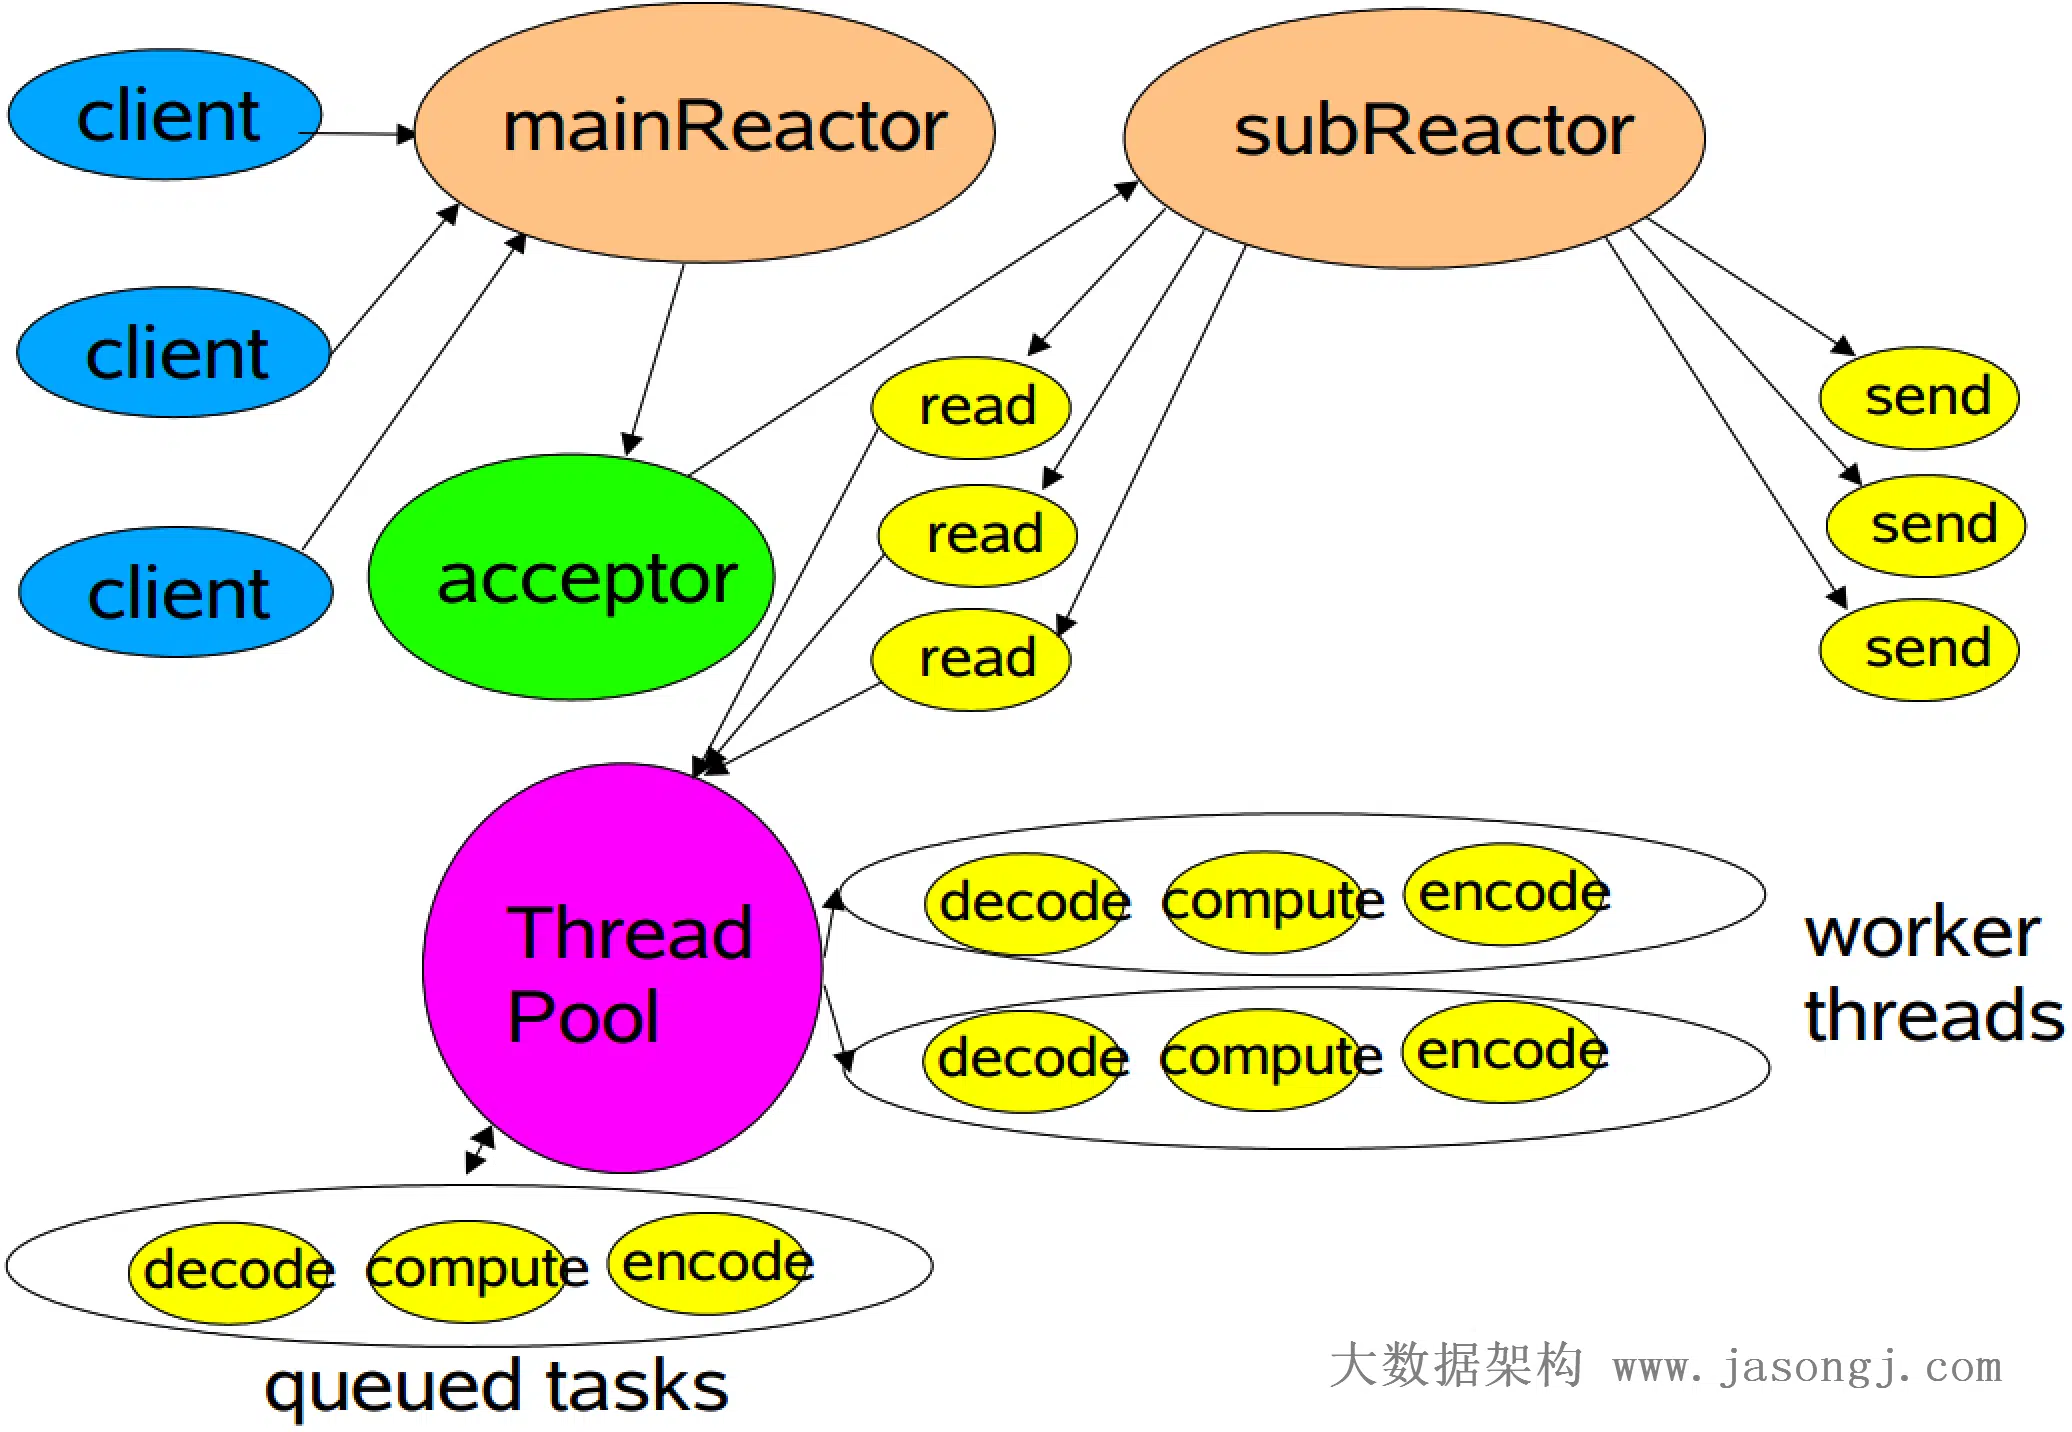 client
mainReactor
subReactor
client
read
send
read
send
client
acceptor
read
send
Thread
Pool
decode compute encode
decode compute encode
worker
threads
decode compute encode
queued tasks
大数据架构 www.jasongj.com